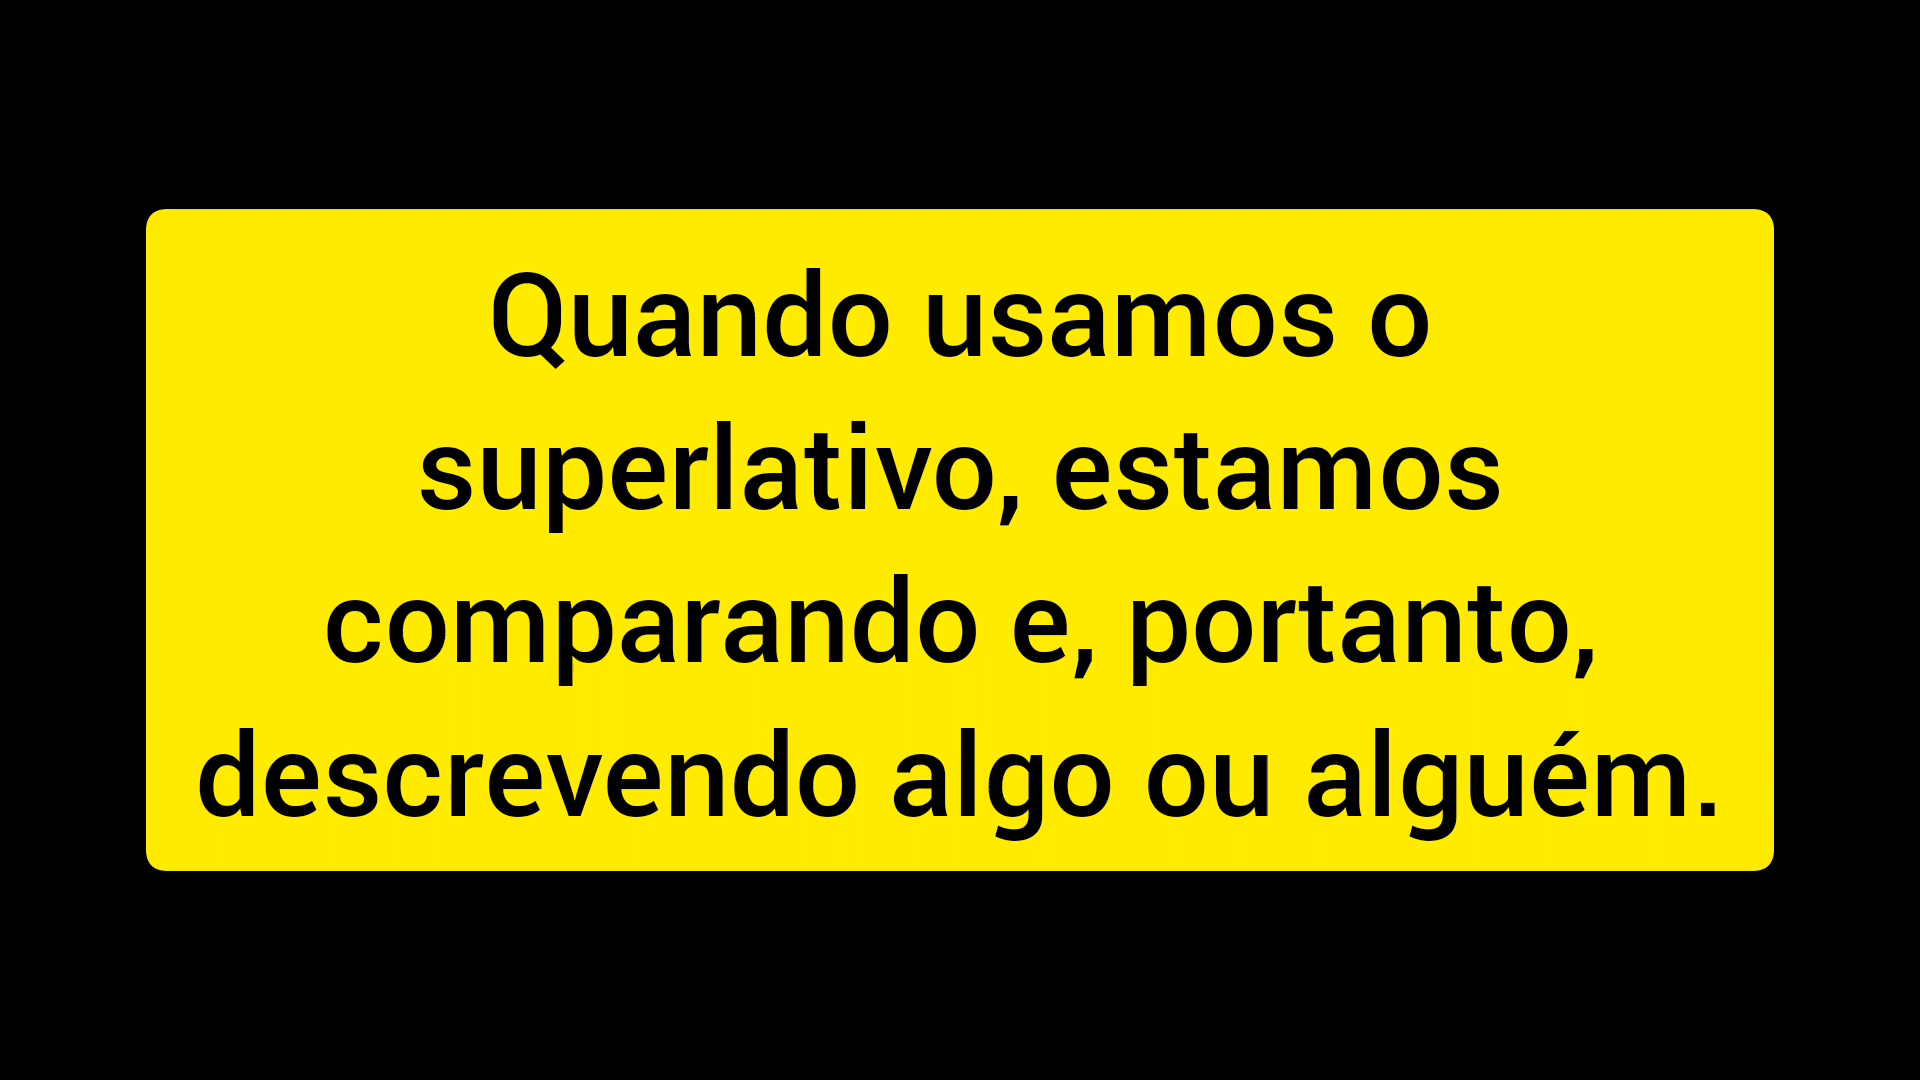 Quando usamos o
superlativo, estamos
comparando e, portanto,
descrevendo algo ou alguém.